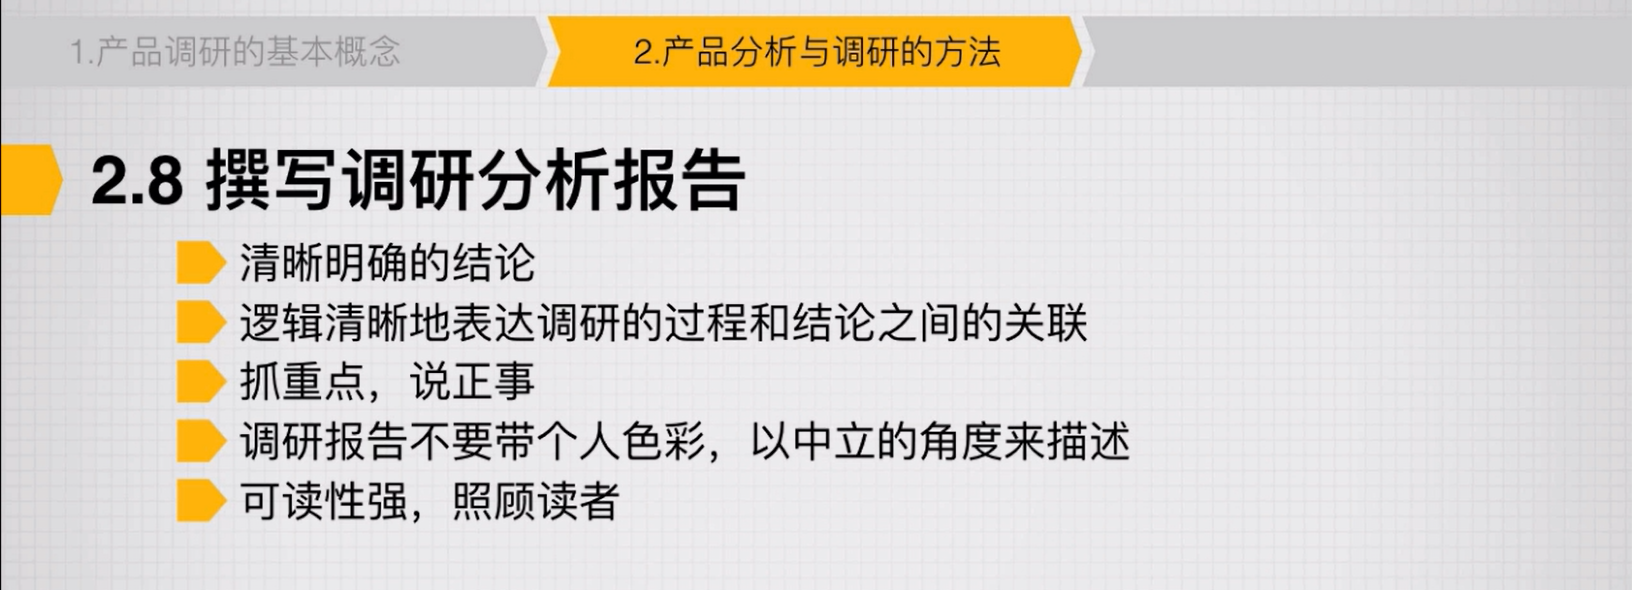 1.产品调研的基本概念
2.产品分析与调研的方法
2.8 撰写调研分析报告
清晰明确的结论
逻辑清晰地表达调研的过程和结论之间的关联
抓重点，说正事
调研报告不要带个人色彩，以中立的角度来描述
可读性强，照顾读者